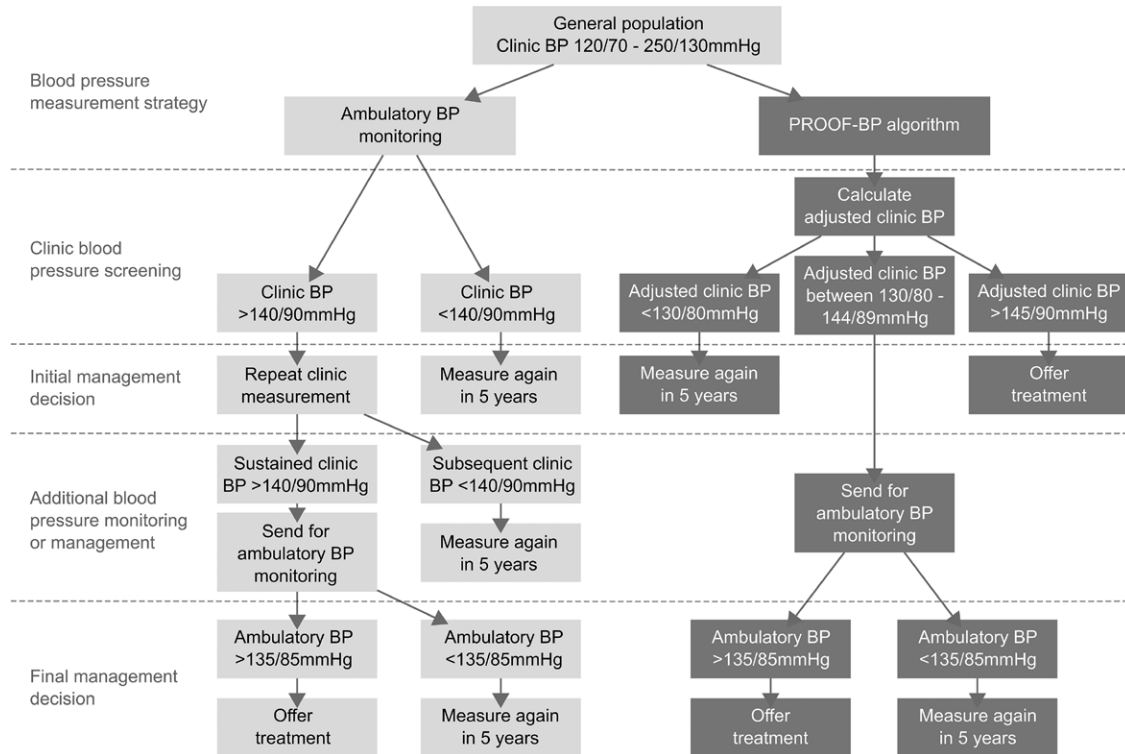 General population
Clinic BP 120/70 - 250/130mmHg
Blood pressure
measurement strategy
Ambulatory BP
monitoring
PROOF-BP algorithm
Calculate
adjusted clinic BP
Clinic blood
pressure screening
Clinic BP
>140/90mmHg
Clinic BP
<140/90mmHg
Adjusted clinic BP
<130/80mmHg
Adjusted clinic BP
between 130/80 -
144/89mmHg
Adjusted clinic BP
>145/90mmHg
Initial management
decision
Repeat clinic
measurement
Measure again
in 5 years
Measure again
in 5 years
Offer
treatment
Additional blood
pressure monitoring
or management
Sustained clinic
BP >140/90mmHg
Subsequent clinic
BP <140/90mmHg
Send for
ambulatory BP
monitoring
Measure again
in 5 years
Send for
ambulatory BP
monitoring
Final management
decision
Ambulatory BP
>135/85mmHg
Ambulatory BP
<135/85mmHg
Ambulatory BP
>135/85mmHg
Ambulatory BP
<135/85mmHg
Offer
treatment
Measure again
in 5 years
Offer
treatment
Measure again
in 5 years